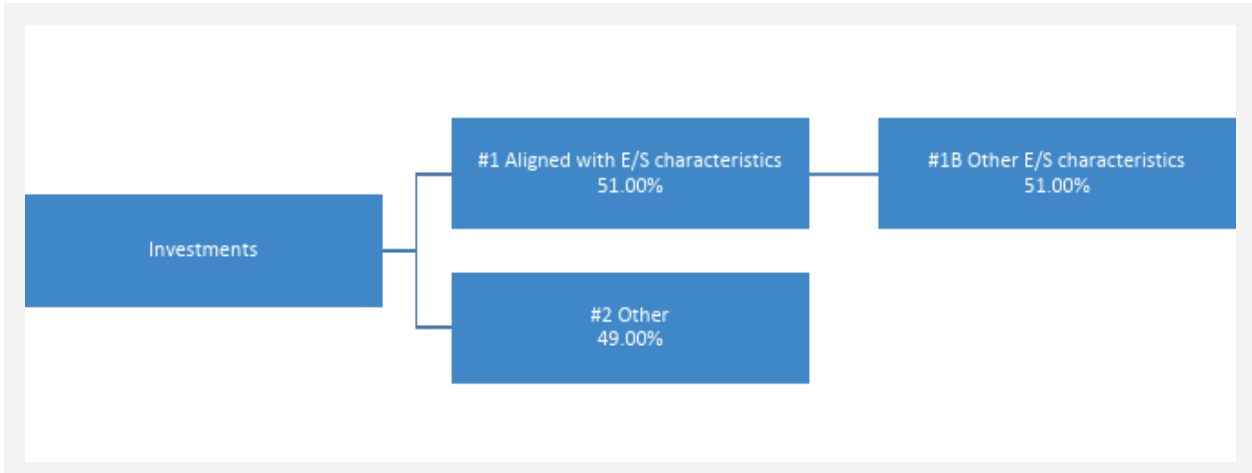 #1 Aligned with E/S characteristics
51.00%
#1B Other E/S characteristics
51.00%
Investments
#2 Other
49.00%